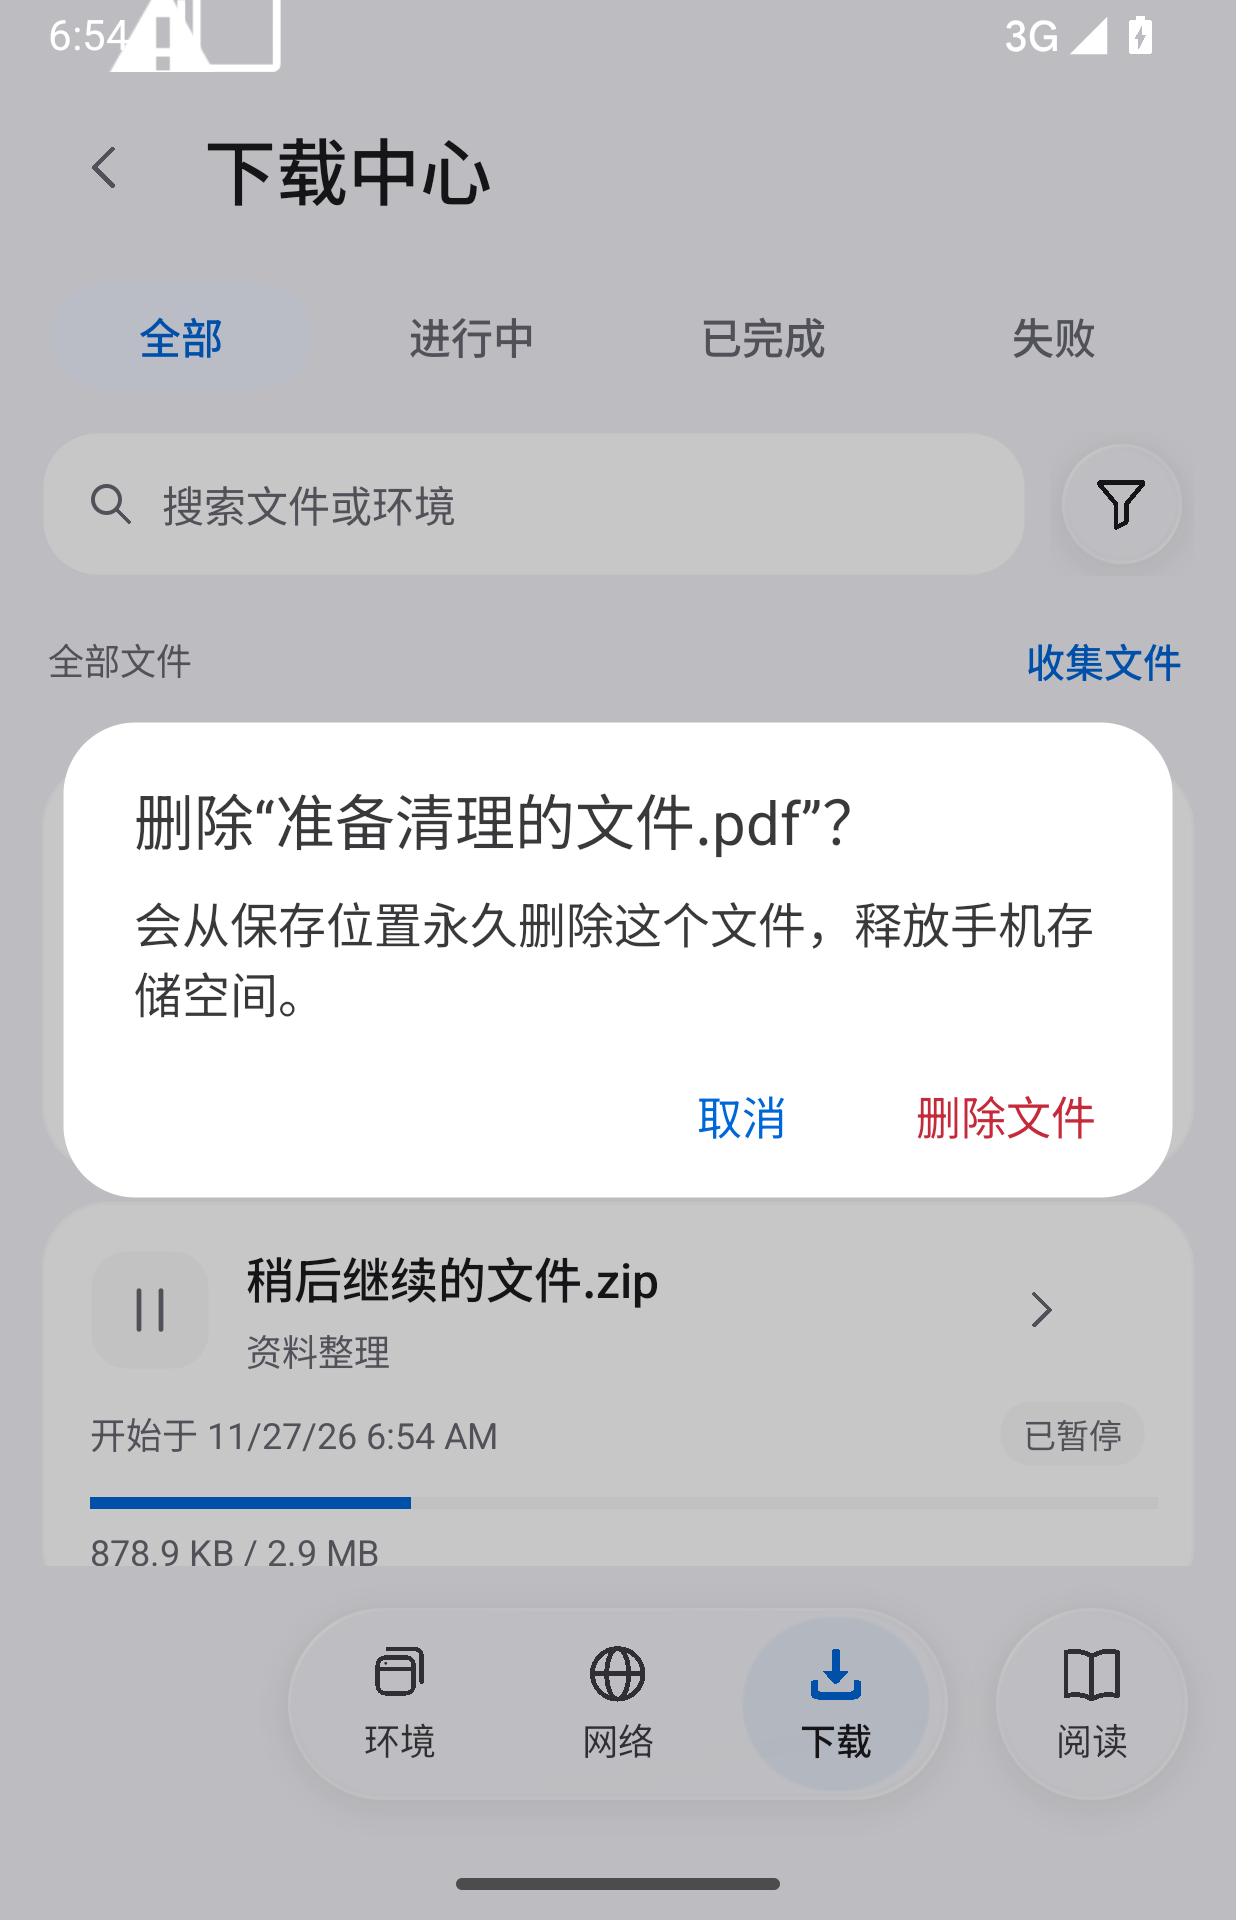 6:54
3G
下载中心
全部
进行中
已完成
失败
搜索文件或环境
全部文件
收集文件
删除“准备清理的文件.pdf”？
会从保存位置永久删除这个文件，释放手机存
储空间。
取消
删除文件
稍后继续的文件.zip
资料整理
开始于 11/27/26 6:54 AM
已暂停
878.9 KB / 2.9 MB
环境
网络
下载
阅读